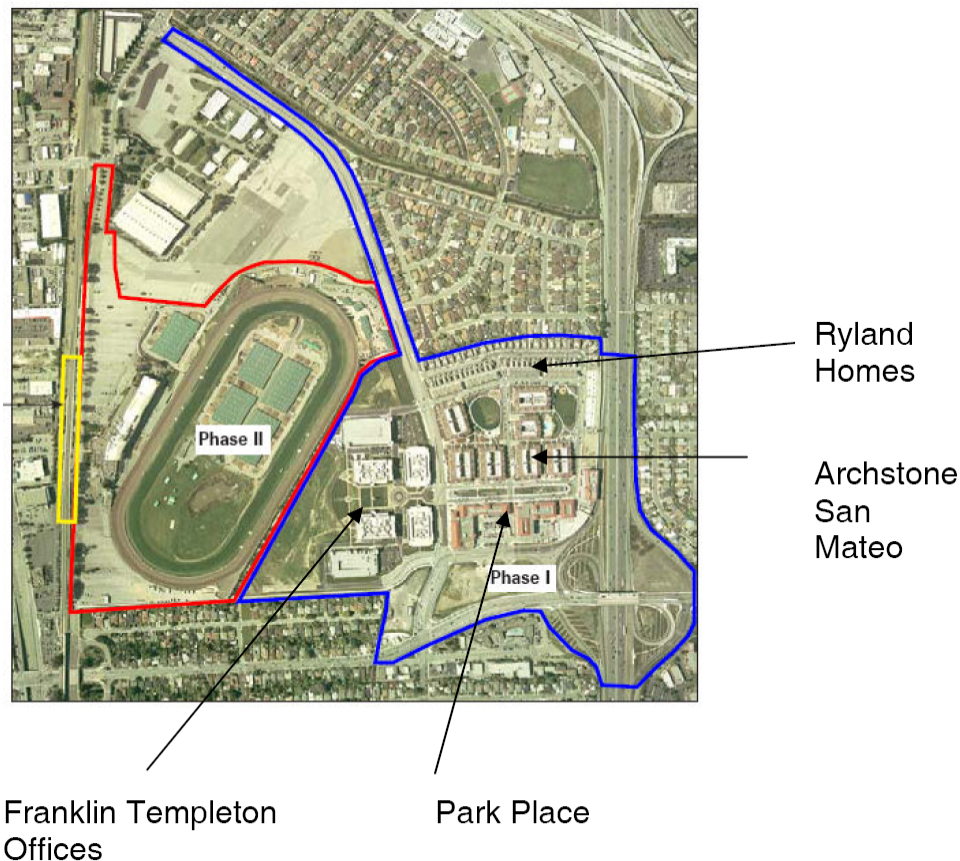 Ryland
Homes
Phase II
Archstone
San
Mateo
Phase I
Franklin Templeton
Offices
Park Place